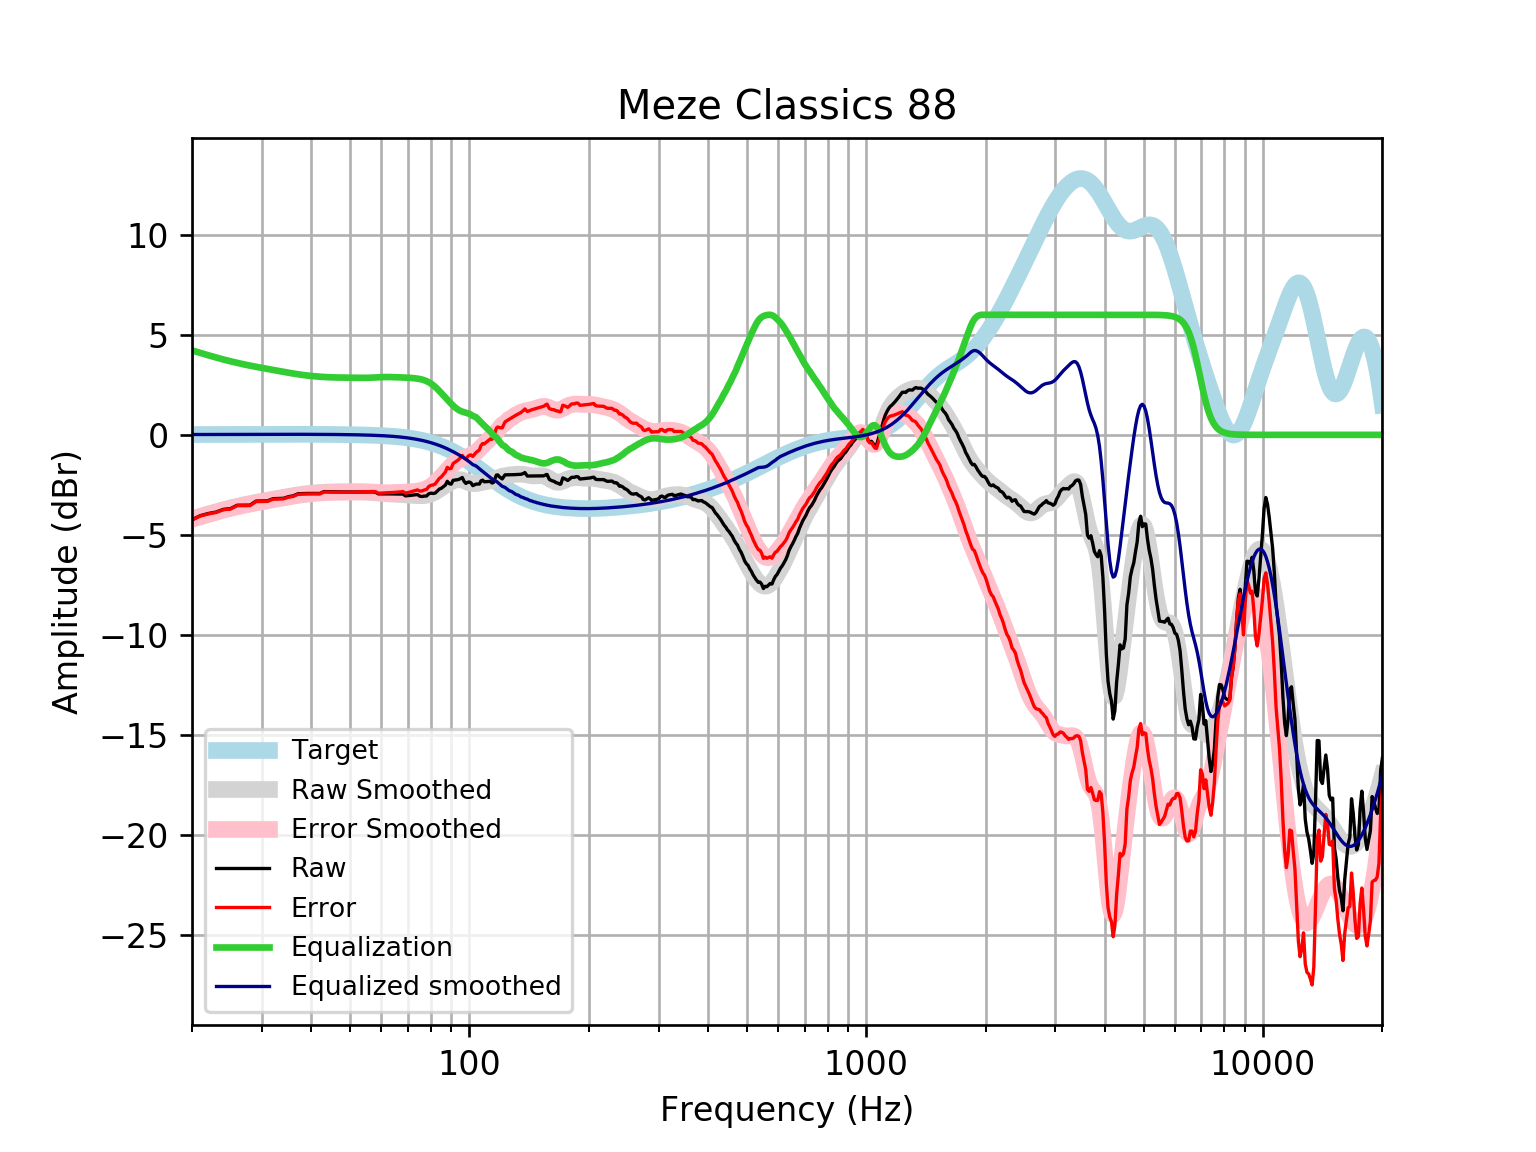 Meze Classics 88
Amplitude (dBr)
10
5
0
−5
−10
−15
−20
−25
Target
Raw Smoothed
Error Smoothed
Raw
Error
Equalization
Equalized smoothed
100
1000
10000
Frequency (Hz)